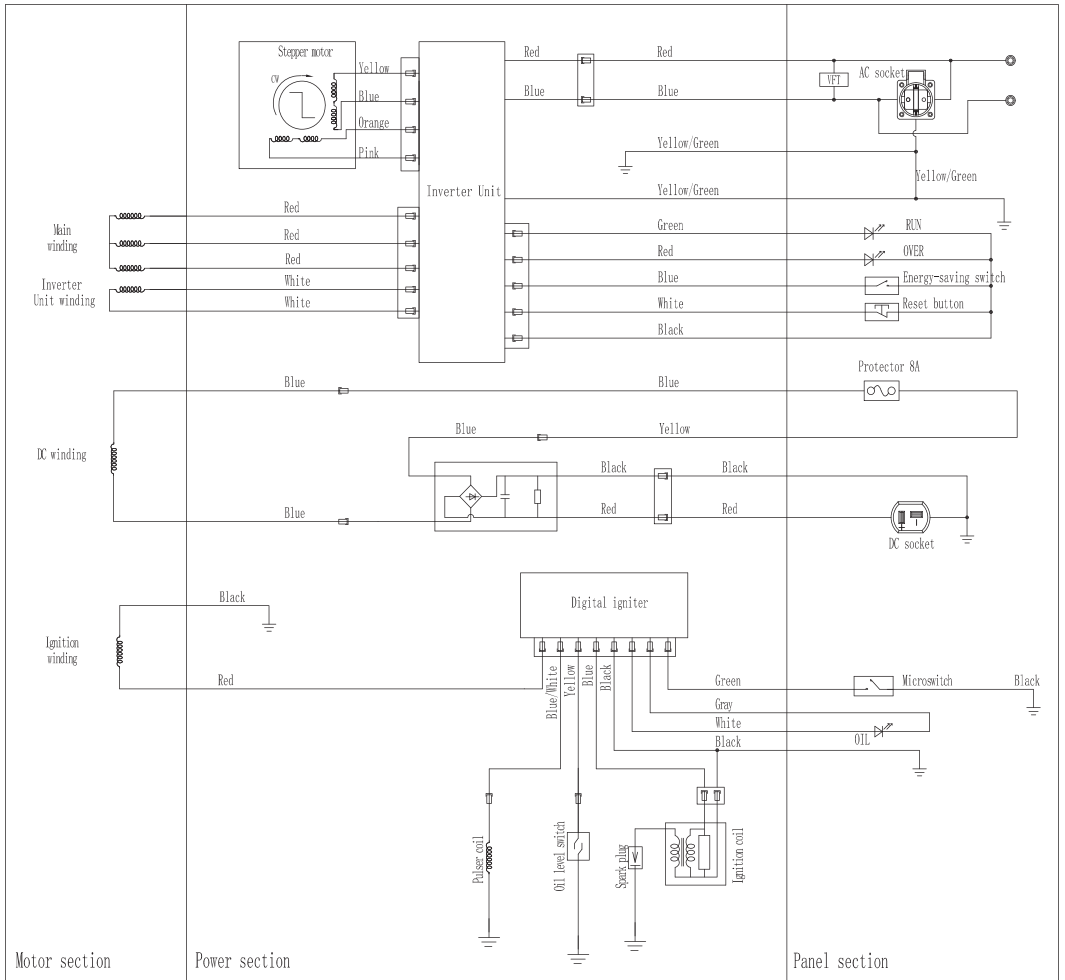 Stepper motor
CW
Yellow
Blue
Orange
Pink
Inverter Unit
Red
Red
Blue
Blue
VFT
AC socket
Yellow/Green
Yellow/Green
Yellow/Green
Main
winding
Red
Red
Red
Inverter
Unit winding
White
White
Green
RUN
Red
OVER
Blue
Energy-saving switch
White
Reset button
Black
Protector 8A
Blue
Blue
Blue
Yellow
DC winding
Black
Black
Blue
Red
Red
DC socket
Digital igniter
Black
Ignition
winding
Red
Blue/White
Yellow
Blue
Black
Green
Microswitch
Black
Gray
White
OIL
Black
Pulser coil
Oil level switch
Spark plug
Ignition coil
Motor section
Power section
Panel section